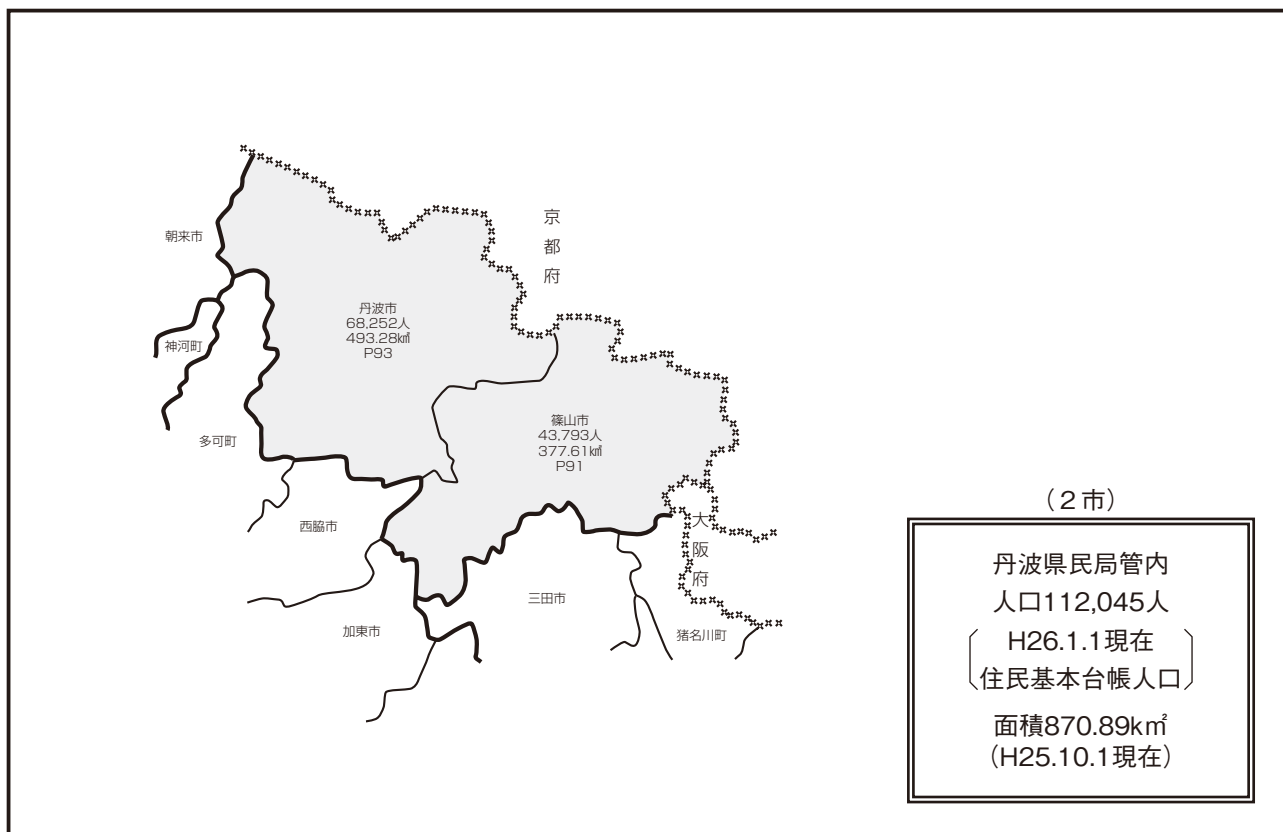 京都府
朝来市
丹波市
68,252人
493.28k㎡
P93
神河町
篠山市
43,793人
377.61k㎡
P91
多可町
西脇市
大阪府
三田市
加東市
猪名川町
（２市）
丹波県民局管内
人口112,045人
H26.1.1現在
住民基本台帳人口
面積870.89k㎡
（H25.10.1現在）